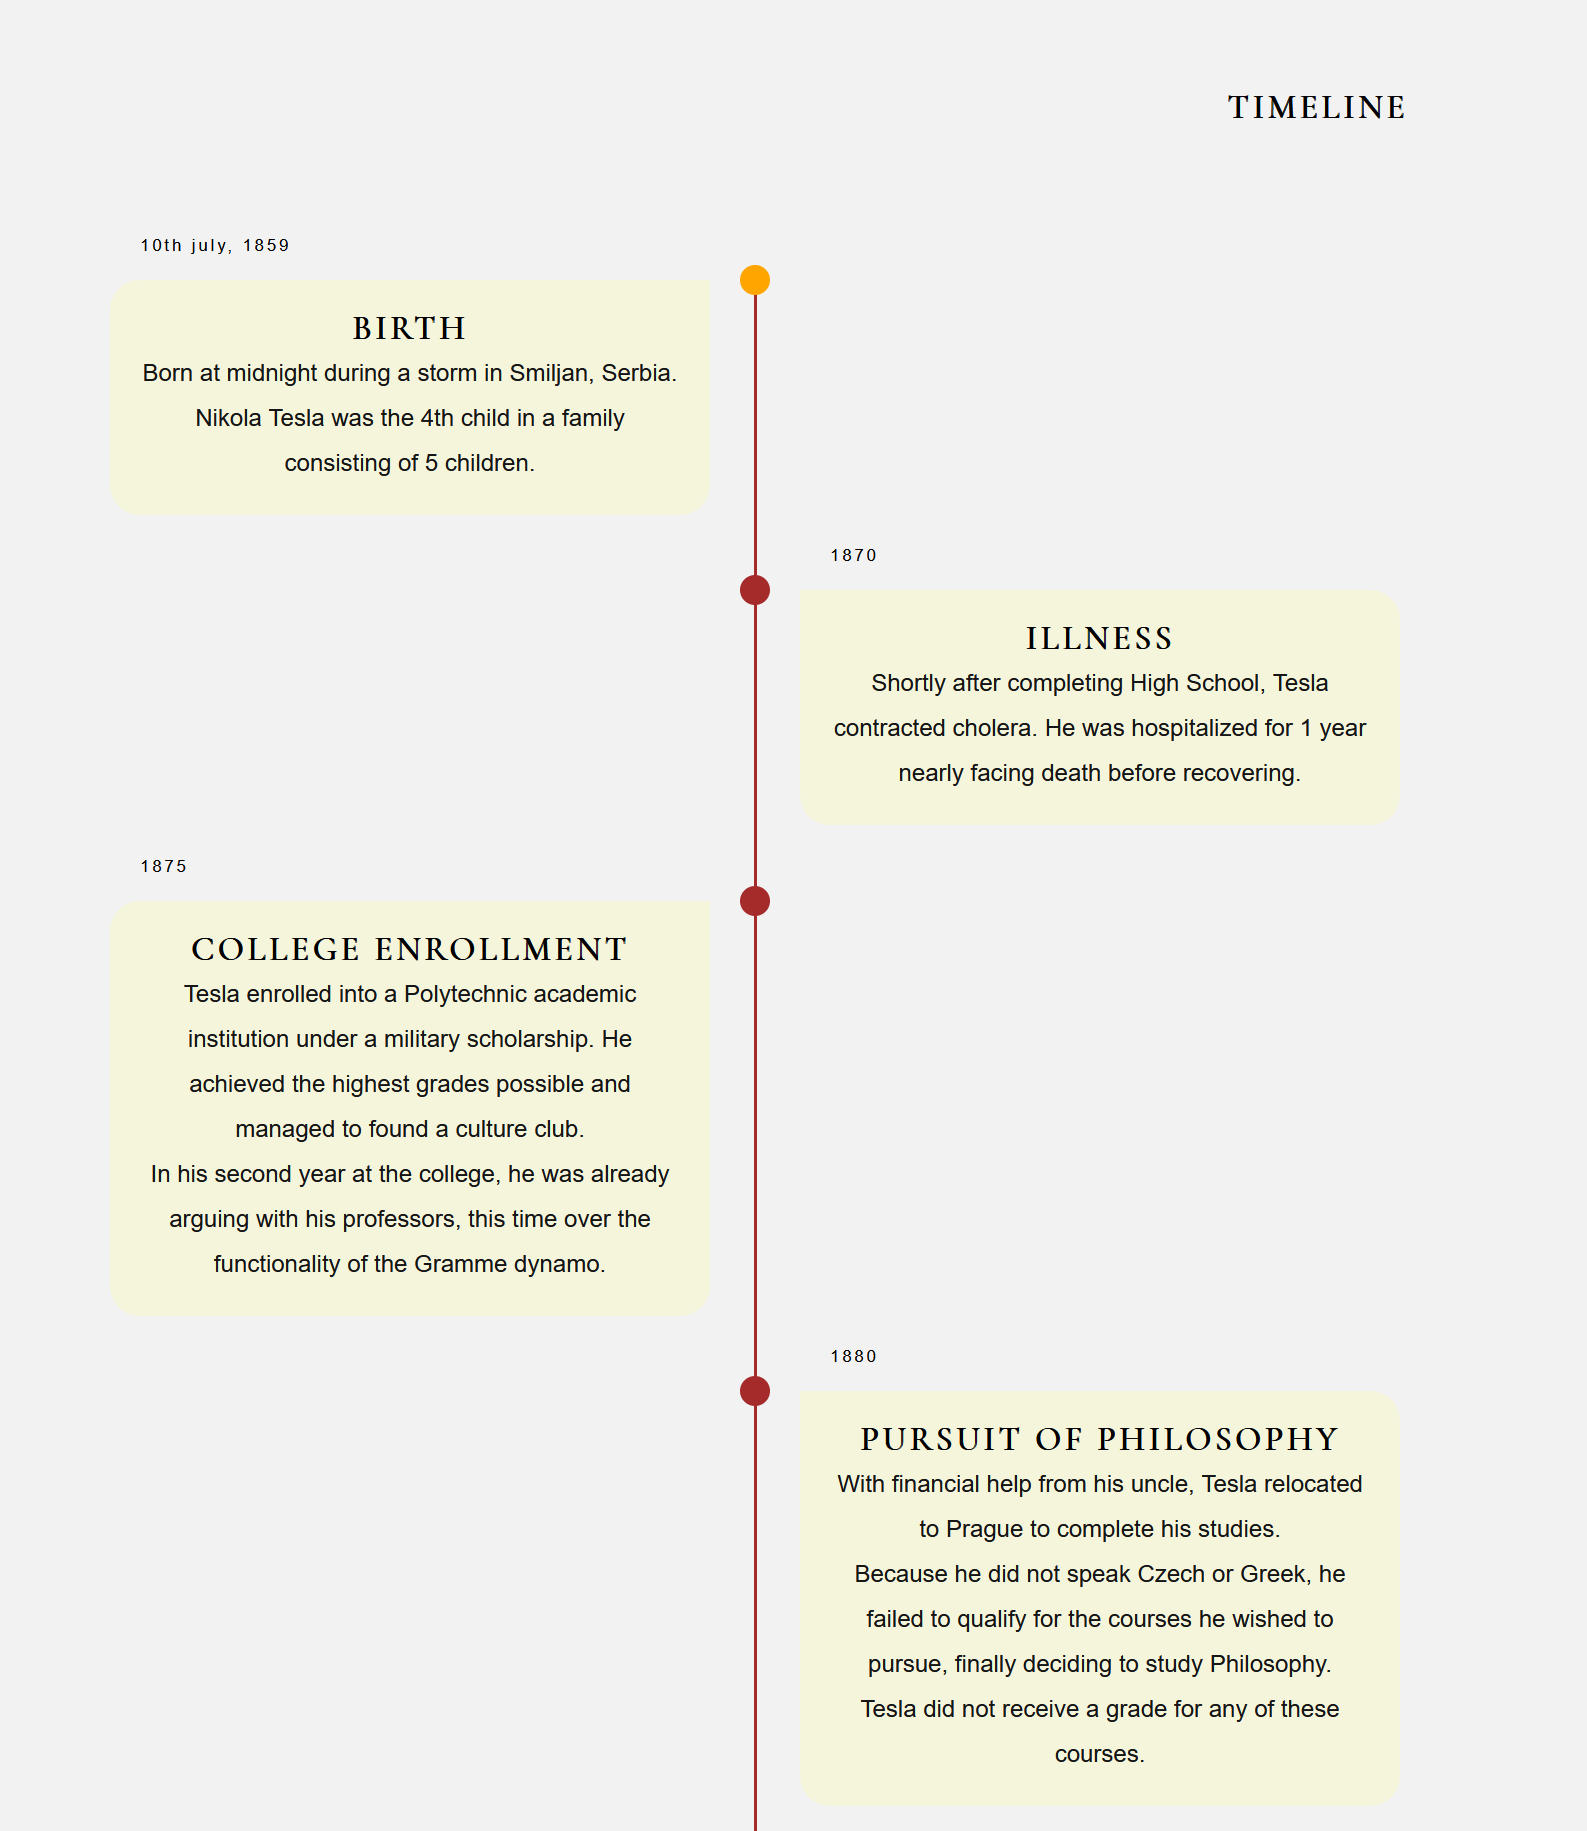 TIMELINE
10th july, 1859
BIRTH
Born at midnight during a storm in Smiljan, Serbia.
Nikola Tesla was the 4th child in a family
consisting of 5 children.
1870
ILLNESS
Shortly after completing High School, Tesla
contracted cholera. He was hospitalized for 1 year
nearly facing death before recovering.
1875
COLLEGE ENROLLMENT
Tesla enrolled into a Polytechnic academic
institution under a military scholarship. He
achieved the highest grades possible and
managed to found a culture club.
In his second year at the college, he was already
arguing with his professors, this time over the
functionality of the Gramme dynamo.
1880
PURSUIT OF PHILOSOPHY
With financial help from his uncle, Tesla relocated
to Prague to complete his studies.
Because he did not speak Czech or Greek, he
failed to qualify for the courses he wished to
pursue, finally deciding to study Philosophy.
Tesla did not receive a grade for any of these
courses.